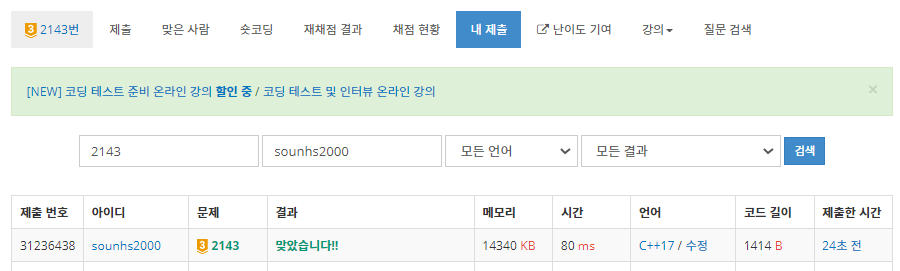 3 2143번 제출 맞은 사람 숏코딩 재채점 결과 채점 현황 내 제출 난이도 기여 강의 질문 검색
[NEW] 코딩 테스트 준비 온라인 강의 할인 중 / 코딩 테스트 및 인터뷰 온라인 강의 ×
2143 sounhs2000 모든 언어 모든 결과 검색
제출 번호 아이디 문제 결과 메모리 시간 언어 코드 길이 제출한 시간
31236438 sounhs2000 3 2143 맞았습니다!! 14340 KB 80 ms C++17 / 수정 1414 B 24초 전